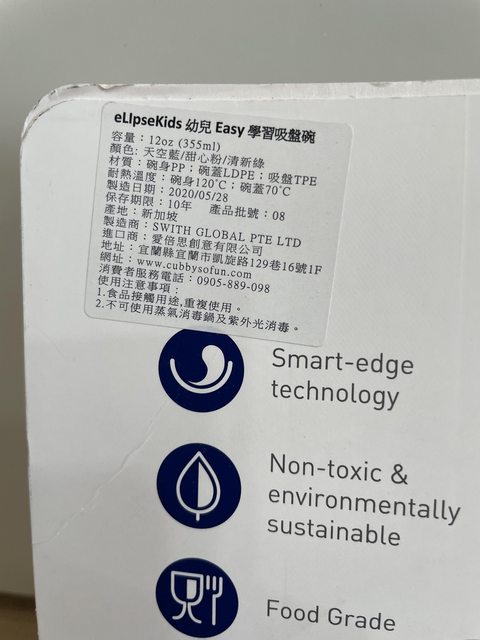 eLIpseKids 幼兒 Easy 學習吸盤碗
容量：12oz (355ml)
顏色: 天空藍/甜心粉/清新綠
材質：碗身PP；碗蓋LDPE；吸盤TPE
耐熱溫度：碗身120°C；碗蓋70°C
製造日期：2020/05/28
保存期限：10年 產品批號：08
產地：新加坡
製造商：SWITH GLOBAL PTE LTD
進口商：愛倍思創意有限公司
地址：宜蘭縣宜蘭市凱旋路129巷16號1F
網址：www.cubbysofun.com
消費者服務電話：0905-889-098
使用注意事項：
1.食品接觸用途,重複使用。
2.不可使用蒸氣消毒鍋及紫外光消毒。
Smart-edge
technology
Non-toxic &
environmentally
sustainable
Food Grade